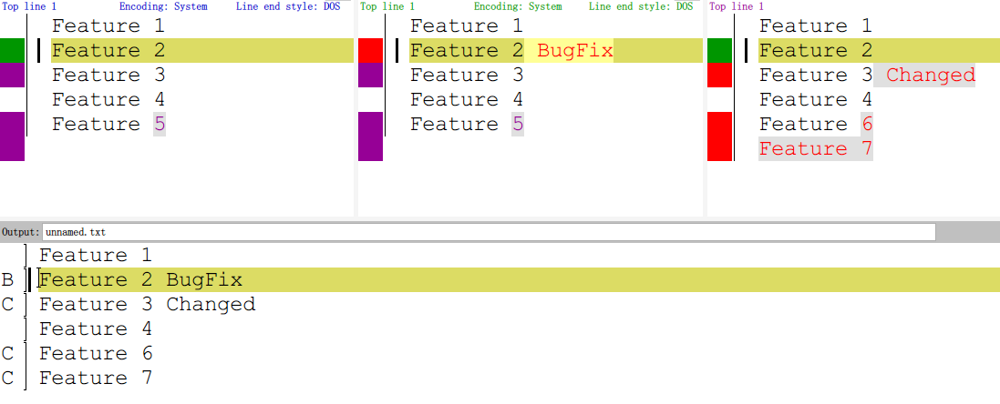 Top line 1 Encoding: System Line end style: DOS
Feature 1
Feature 2
Feature 3
Feature 4
Feature 5
Top line 1 Encoding: System Line end style: DOS
Feature 1
Feature 2 BugFix
Feature 3
Feature 4
Feature 5
Top line 1
Feature 1
Feature 2
Feature 3 Changed
Feature 4
Feature 6
Feature 7
Output: unnamed.txt
Feature 1
B Feature 2 BugFix
C Feature 3 Changed
Feature 4
C Feature 6
C Feature 7